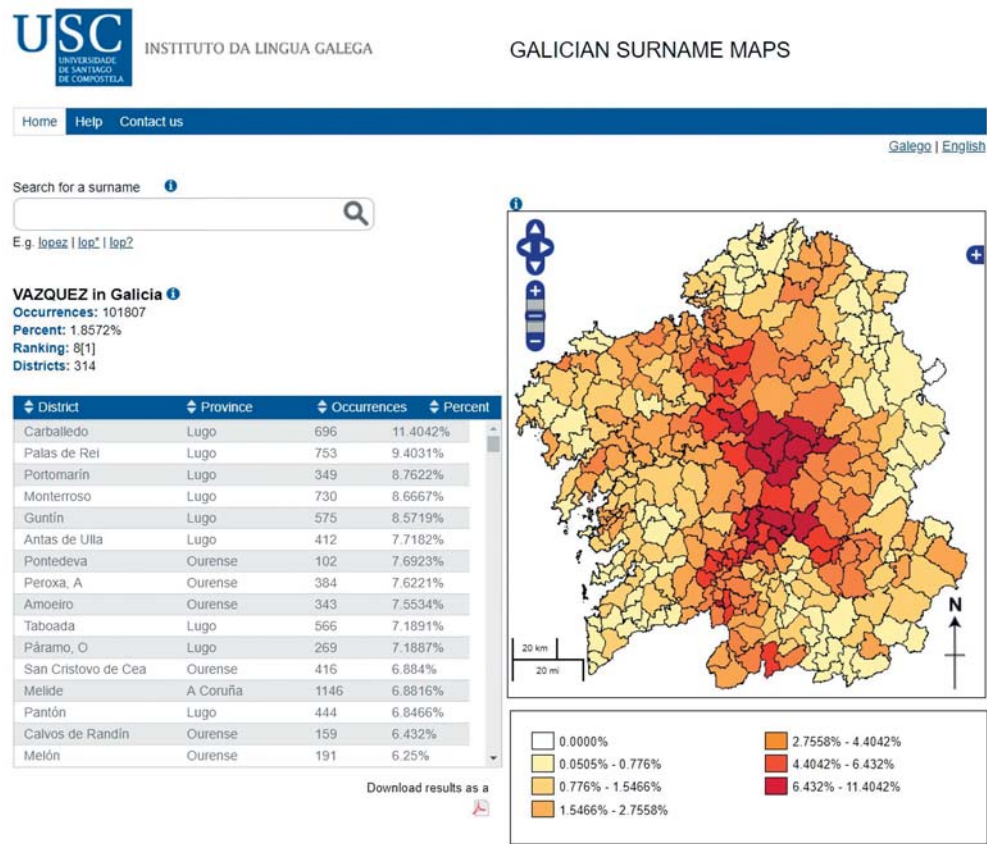 USC
UNIVERSIDADE
DE SANTIAGO
DE COMPOSTELA
INSTITUTO DA LINGUA GALEGA
GALICIAN SURNAME MAPS
Home Help Contact us
Galego | English
Search for a surname i
E.g. lopez | lop* | lop?
VAZQUEZ in Galicia i
Occurrences: 101807
Percent: 1.8572%
Ranking: 8[1]
Districts: 314
District Province Occurrences Percent
Carballedo Lugo 696 11.4042%
Palas de Rei Lugo 753 9.4031%
Portomarín Lugo 349 8.7622%
Monterroso Lugo 730 8.6667%
Guntín Lugo 575 8.5719%
Antas de Ulla Lugo 412 7.7182%
Pontedeva Ourense 102 7.6923%
Peroxa, A Ourense 384 7.6221%
Amoeiro Ourense 343 7.5534%
Taboada Lugo 566 7.1891%
Páramo, O Lugo 269 7.1887%
San Cristovo de Cea Ourense 416 6.884%
Melide A Coruña 1146 6.8816%
Pantón Lugo 444 6.8466%
Calvos de Randín Ourense 159 6.432%
Melón Ourense 191 6.25%
Download results as a
i
N
20 km
20 mi
0.0000%
0.0505% - 0.776%
0.776% - 1.5466%
1.5466% - 2.7558%
2.7558% - 4.4042%
4.4042% - 6.432%
6.432% - 11.4042%